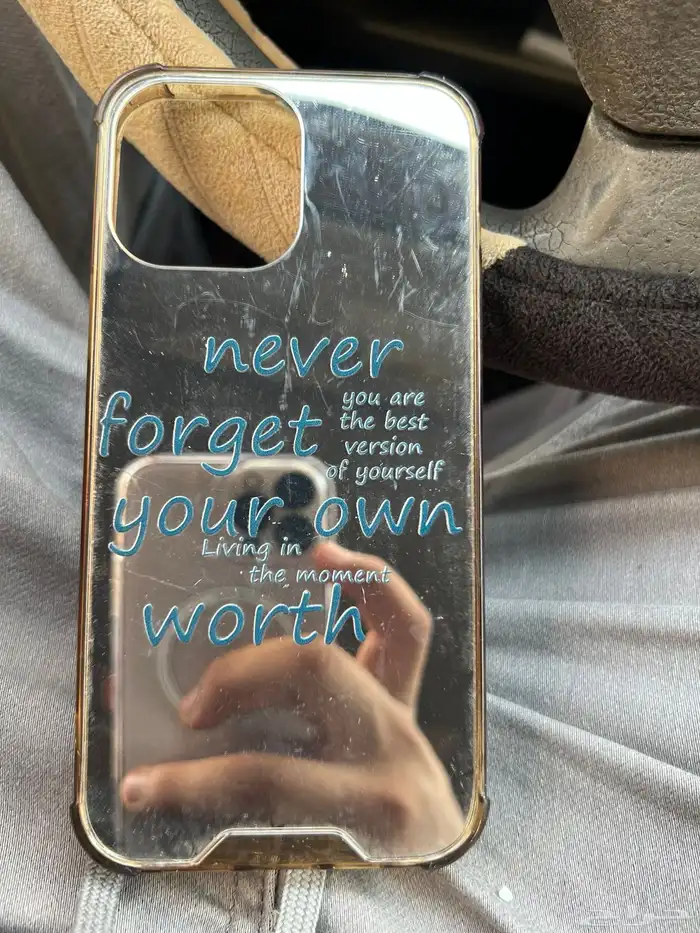 never
forget
you are
the best
version
of yourself
your own
Living in
the moment
worth